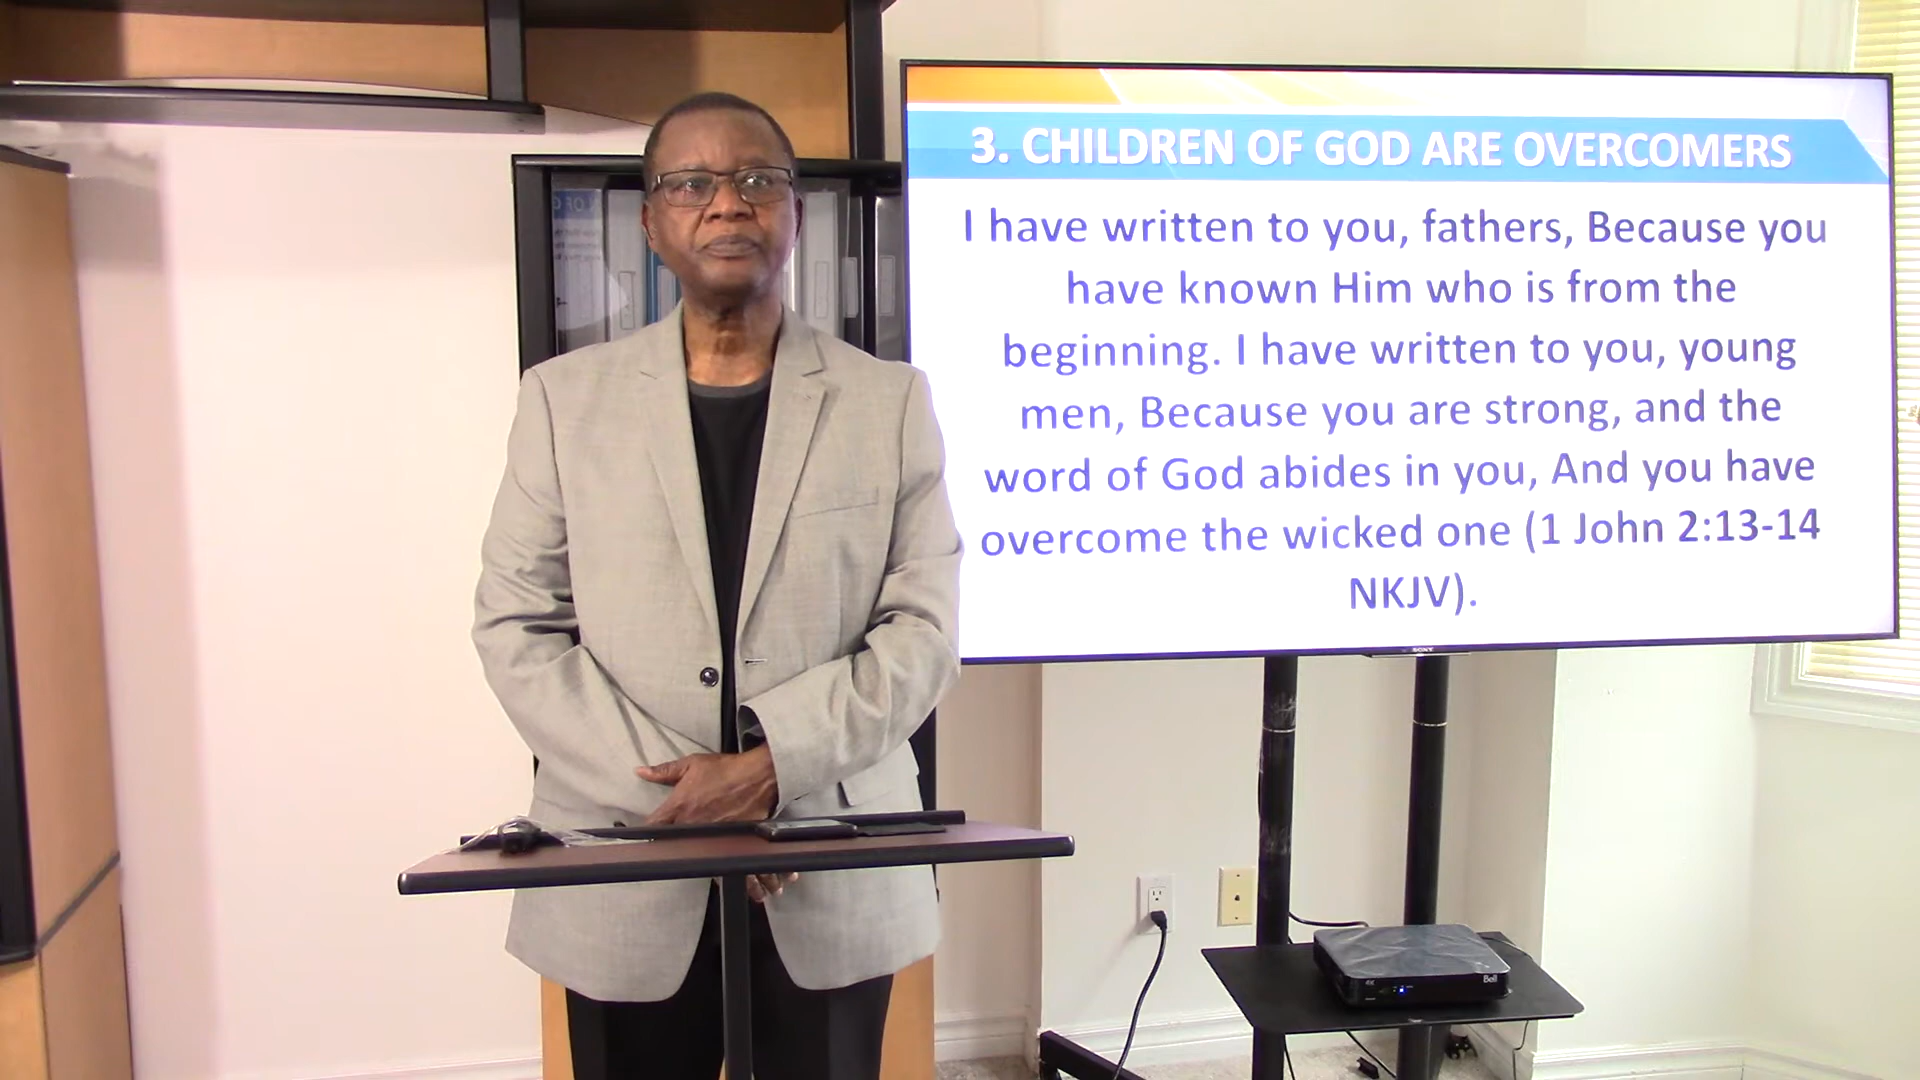 3. CHILDREN OF GOD ARE OVERCOMERS
I have written to you, fathers, Because you
have known Him who is from the
beginning. I have written to you, young
men, Because you are strong, and the
word of God abides in you, And you have
overcome the wicked one (1 John 2:13-14
NKJV).
SONY
Bell